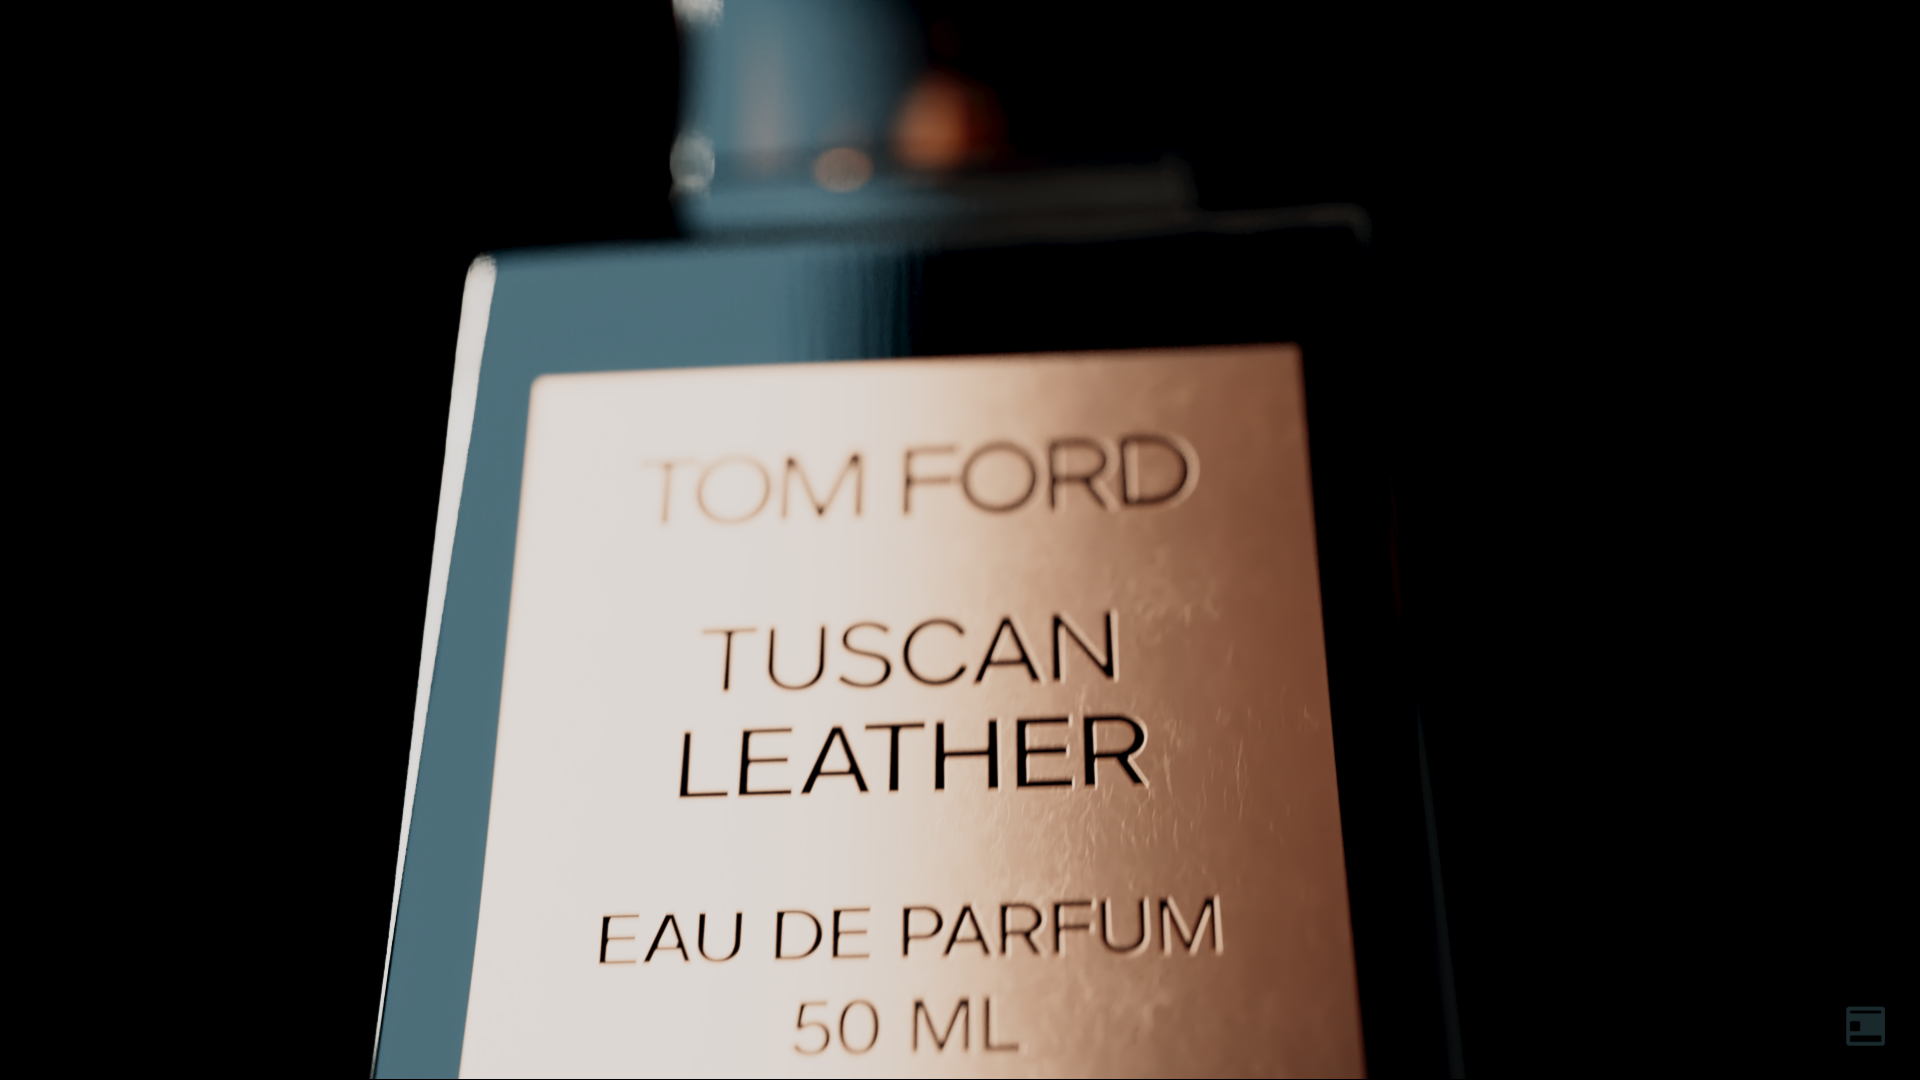 TOM FORD
TUSCAN
LEATHER
EAU DE PARFUM
50 ML